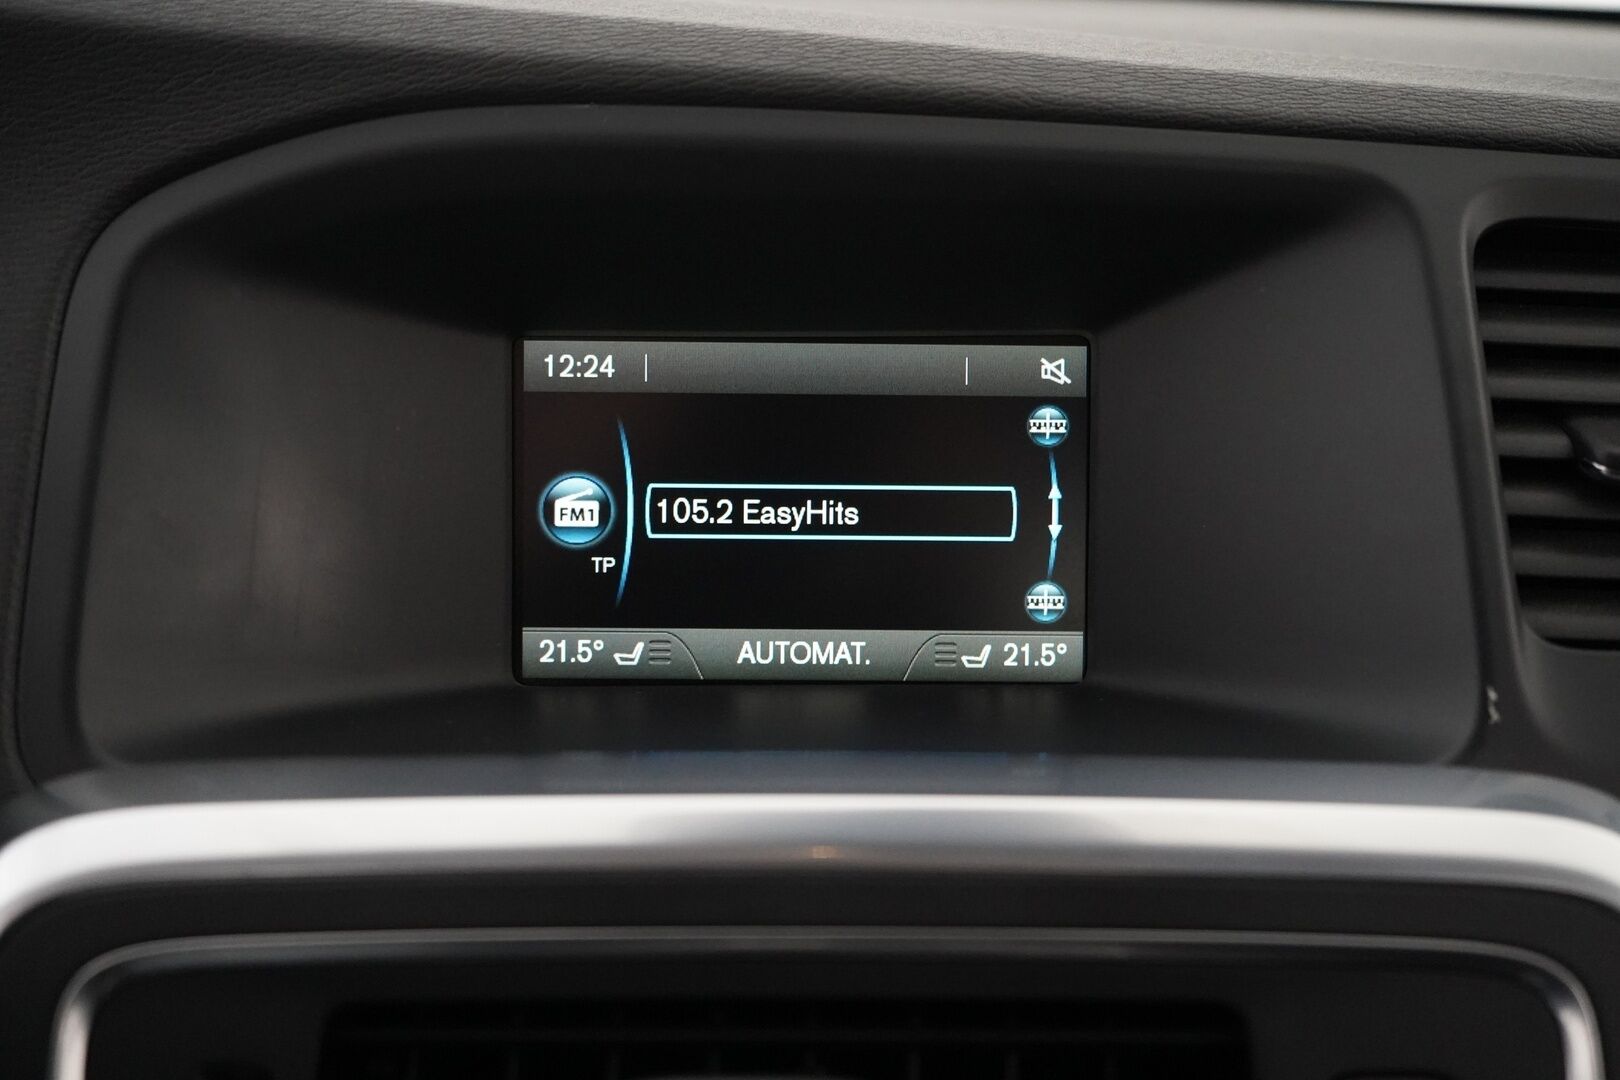 12:24
105.2 EasyHits
FM1
TP
21.5° AUTOMAT. 21.5°